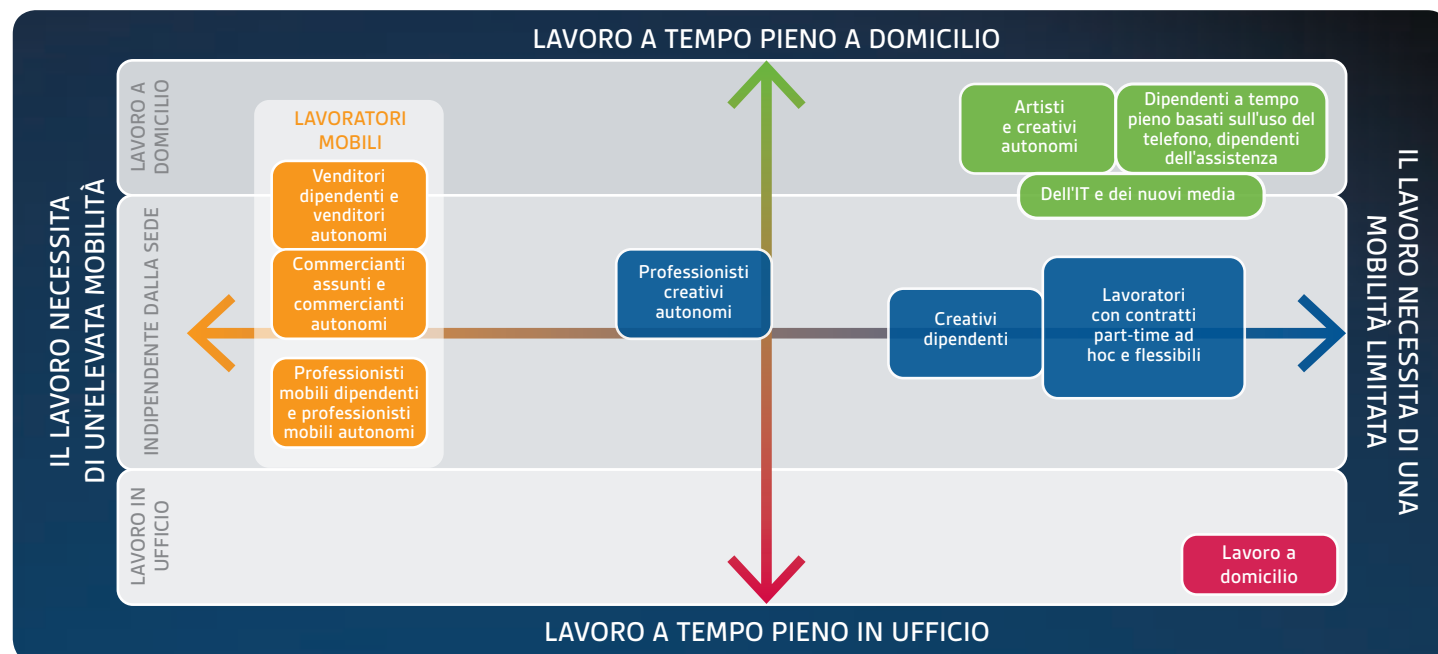 LAVORO A TEMPO PIENO A DOMICILIO
LAVORO A
DOMICILIO
LAVORATORI
MOBILI
Venditori
dipendenti e
venditori
autonomi
Artisti
e creativi
autonomi
Dipendenti a tempo
pieno basati sull'uso del
telefono, dipendenti
dell'assistenza
Dell'IT e dei nuovi media
IL LAVORO NECESSITA
DI UN'ELEVATA MOBILITÀ
INDIPENDENTE DALLA SEDE
Commercianti
assunti e
commercianti
autonomi
Professionisti
mobili dipendenti
e professionisti
mobili autonomi
Professionisti
creativi
autonomi
Creativi
dipendenti
Lavoratori
con contratti
part-time ad
hoc e flessibili
IL LAVORO NECESSITA DI UNA
MOBILITÀ LIMITATA
LAVORO IN
UFFICIO
Lavoro a
domicilio
LAVORO A TEMPO PIENO IN UFFICIO